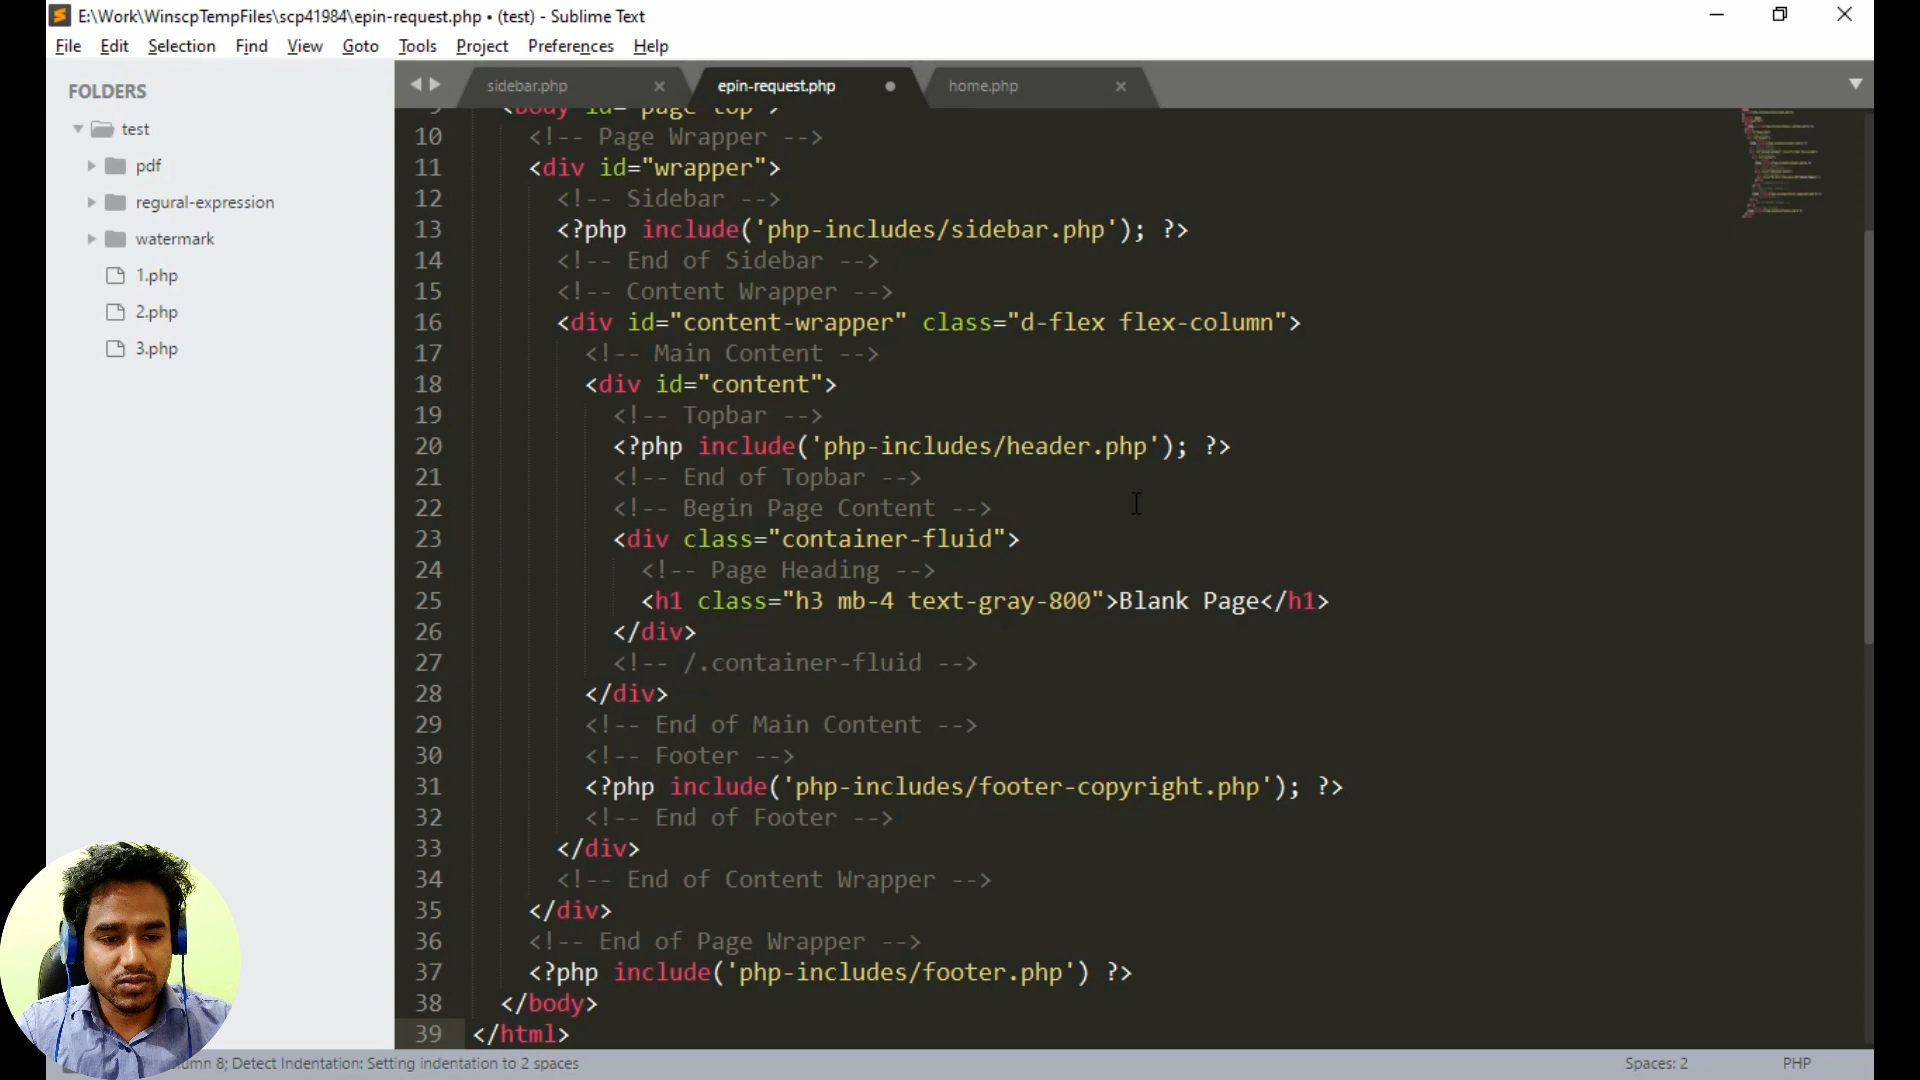 E:\Work\WinscpTempFiles\scp41984\epin-request.php • (test) - Sublime Text
File Edit Selection Find View Goto Tools Project Preferences Help
FOLDERS
test
pdf
regural-expression
watermark
1.php
2.php
3.php
sidebar.php
epin-request.php
home.php
<body id="page-top">
10 <!-- Page Wrapper -->
11 <div id="wrapper">
12 <!-- Sidebar -->
13 <?php include('php-includes/sidebar.php'); ?>
14 <!-- End of Sidebar -->
15 <!-- Content Wrapper -->
16 <div id="content-wrapper" class="d-flex flex-column">
17 <!-- Main Content -->
18 <div id="content">
19 <!-- Topbar -->
20 <?php include('php-includes/header.php'); ?>
21 <!-- End of Topbar -->
22 <!-- Begin Page Content -->
23 <div class="container-fluid">
24 <!-- Page Heading -->
25 <h1 class="h3 mb-4 text-gray-800">Blank Page</h1>
26 </div>
27 <!-- /.container-fluid -->
28 </div>
29 <!-- End of Main Content -->
30 <!-- Footer -->
31 <?php include('php-includes/footer-copyright.php'); ?>
32 <!-- End of Footer -->
33 </div>
34 <!-- End of Content Wrapper -->
35 </div>
36 <!-- End of Page Wrapper -->
37 <?php include('php-includes/footer.php') ?>
38 </body>
39 </html>
8; Detect Indentation: Setting indentation to 2 spaces
Spaces: 2
PHP